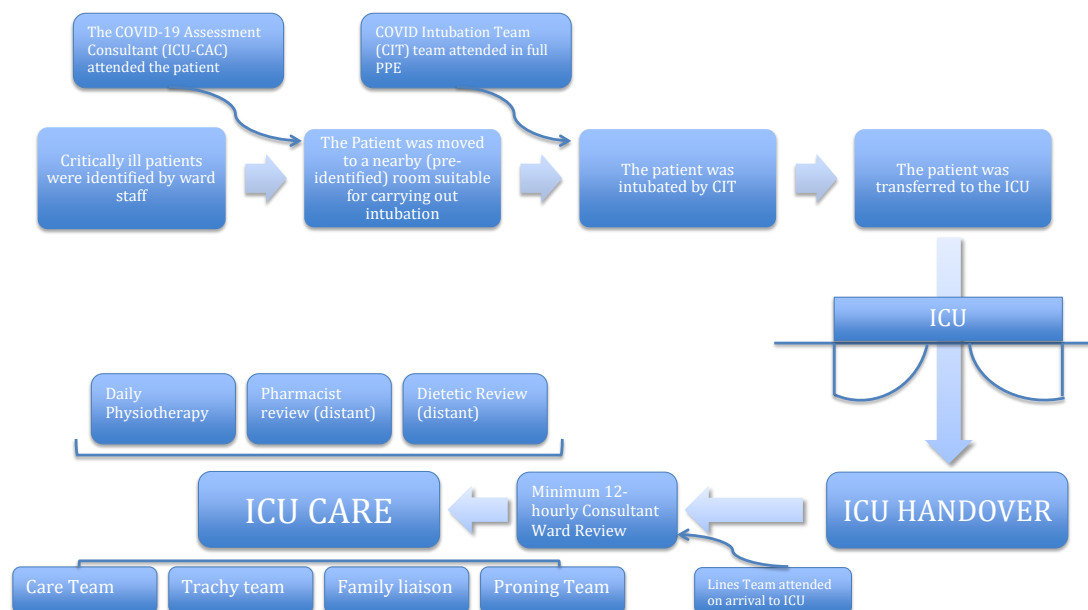 The COVID-19 Assessment
Consultant (ICU-CAC)
attended the patient
COVID Intubation Team
(CIT) team attended in full
PPE
Critically ill patients
were identified by ward
staff
The Patient was moved
to a nearby (pre-
identified) room suitable
for carrying out
intubation
The patient was
intubated by CIT
The patient was
transferred to the ICU
ICU
Daily
Physiotherapy
Pharmacist
review (distant)
Dietetic Review
(distant)
ICU CARE
Minimum 12-
hourly Consultant
Ward Review
ICU HANDOVER
Care Team
Trachy team
Family liaison
Proning Team
Lines Team attended
on arrival to ICU